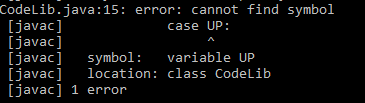 CodeLib.java:15: error: cannot find symbol
[javac]             case UP:
[javac]                  ^
[javac]   symbol:   variable UP
[javac]   location: class CodeLib
[javac] 1 error